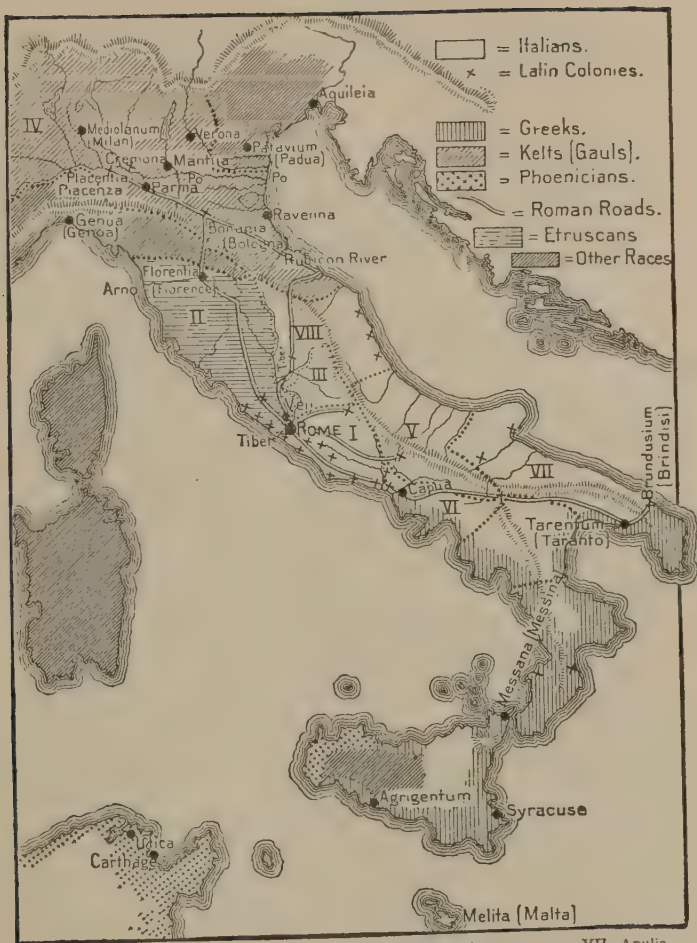 = Italians.
= Latin Colonies.
= Greeks.
= Kelts (Gauls).
= Phoenicians.
= Roman Roads.
= Etruscans
= Other Races
Aquileia
IV
Mediolanum
(Milan)
Verona
Patavium
(Padua)
Cremona
Mantua
Placentia
Piacenza
Po
Po
Parma
Genua
(Genoa)
Ravenna
Bononia
(Bologna)
Rubicon River
Florentia
(Florence)
Arno
II
VIII
Tiber
III
Veii
ROME
I
Tiber
V
VII
Brundusium
(Brindisi)
Capua
VI
Tarentum
(Taranto)
Messana (Messina)
Agrigentum
Syracuse
Utica
Carthage
Melita (Malta)
VII. Apulia